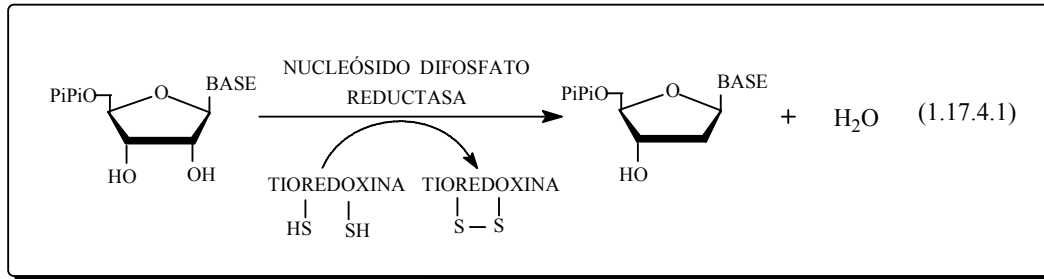 NUCLEÓSIDO DIFOSFATO
REDUCTASA
PiPiO O BASE
HO OH
TIOREDOXINA
HS SH
TIOREDOXINA
S S
PiPiO O BASE
HO
+ H₂O (1.17.4.1)